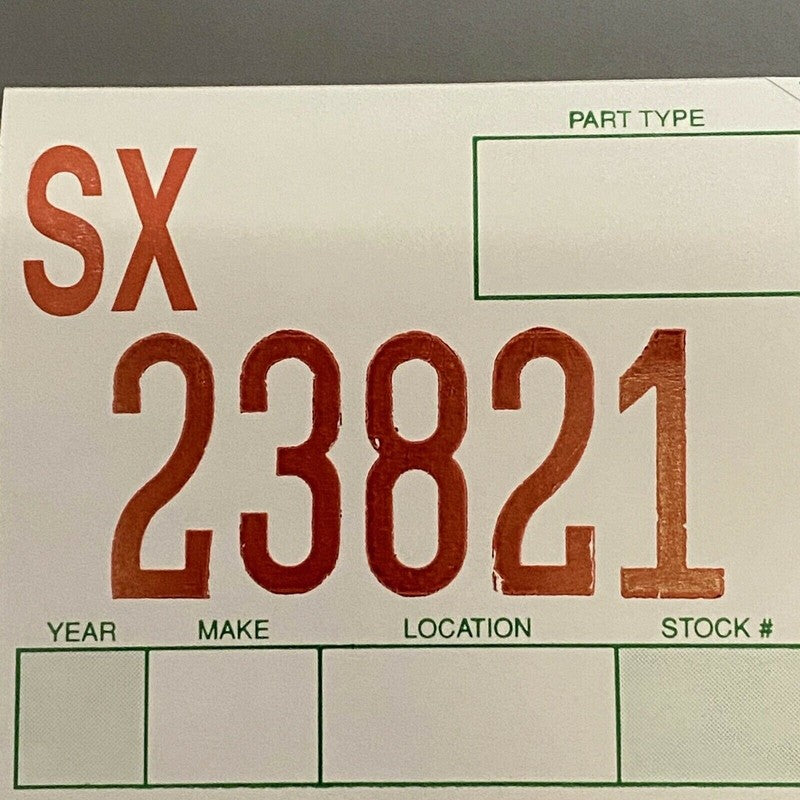 PART TYPE
SX
23821
YEAR MAKE LOCATION STOCK #